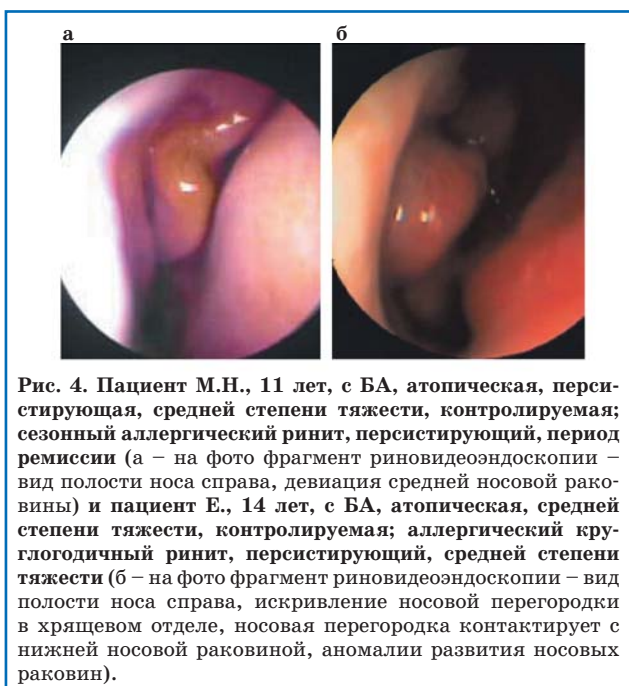 а б
Рис. 4. Пациент М.Н., 11 лет, с БА, атопическая, перси-
стирующая, средней степени тяжести, контролируемая;
сезонный аллергический ринит, персистирующий, период
ремиссии (а – на фото фрагмент риновидеоэндоскопии –
вид полости носа справа, девиация средней носовой рако-
вины) и пациент Е., 14 лет, с БА, атопическая, средней
степени тяжести, контролируемая; аллергический кру-
глогодичный ринит, персистирующий, средней степени
тяжести (б – на фото фрагмент риновидеоэндоскопии – вид
полости носа справа, искривление носовой перегородки
в хрящевом отделе, носовая перегородка контактирует с
нижней носовой раковиной, аномалии развития носовых
раковин).